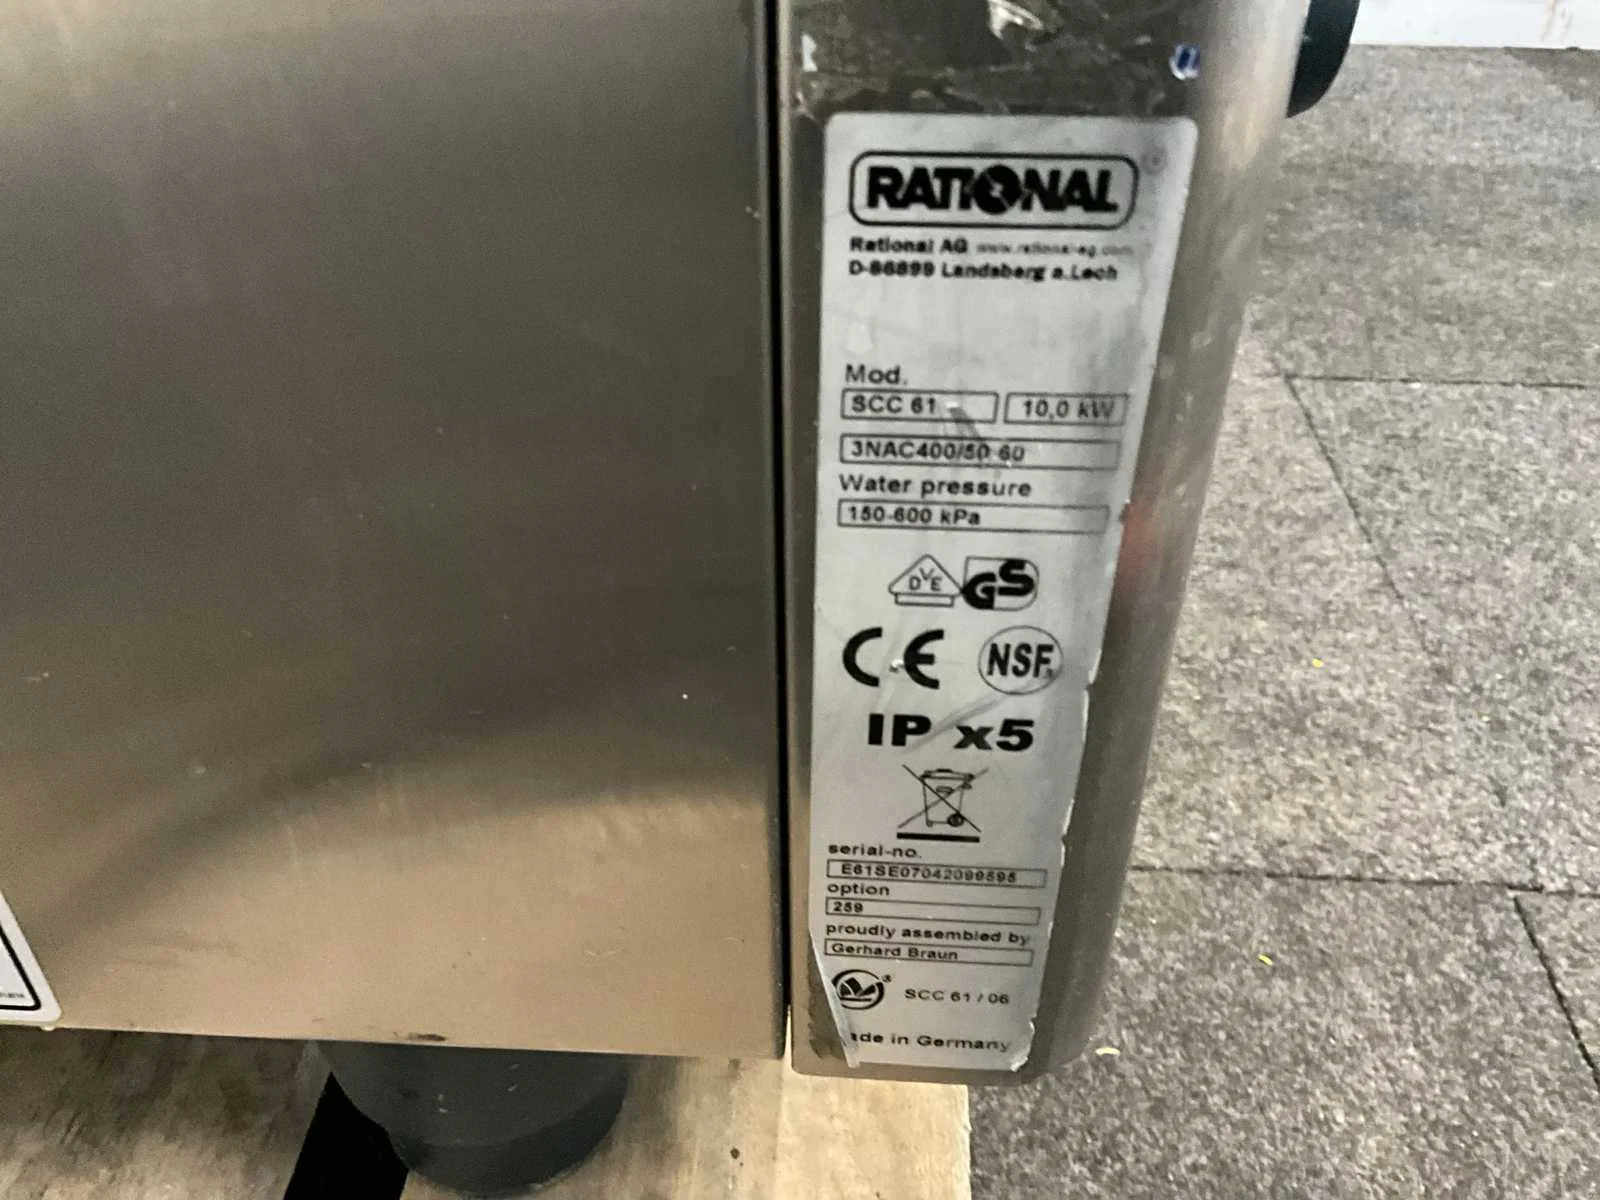 RATIONAL
Rational AG www.rational-ag.com
D-86899 Landsberg a.Lech
Mod.
SCC 61 10,0 kW
3NAC400/50 60
Water pressure
150-600 kPa
DVE GS
CE NSF.
IP x5
serial-no.
E61SE07042099595
option
259
proudly assembled by
Gerhard Braun
SCC 61 / 06
ade in Germany